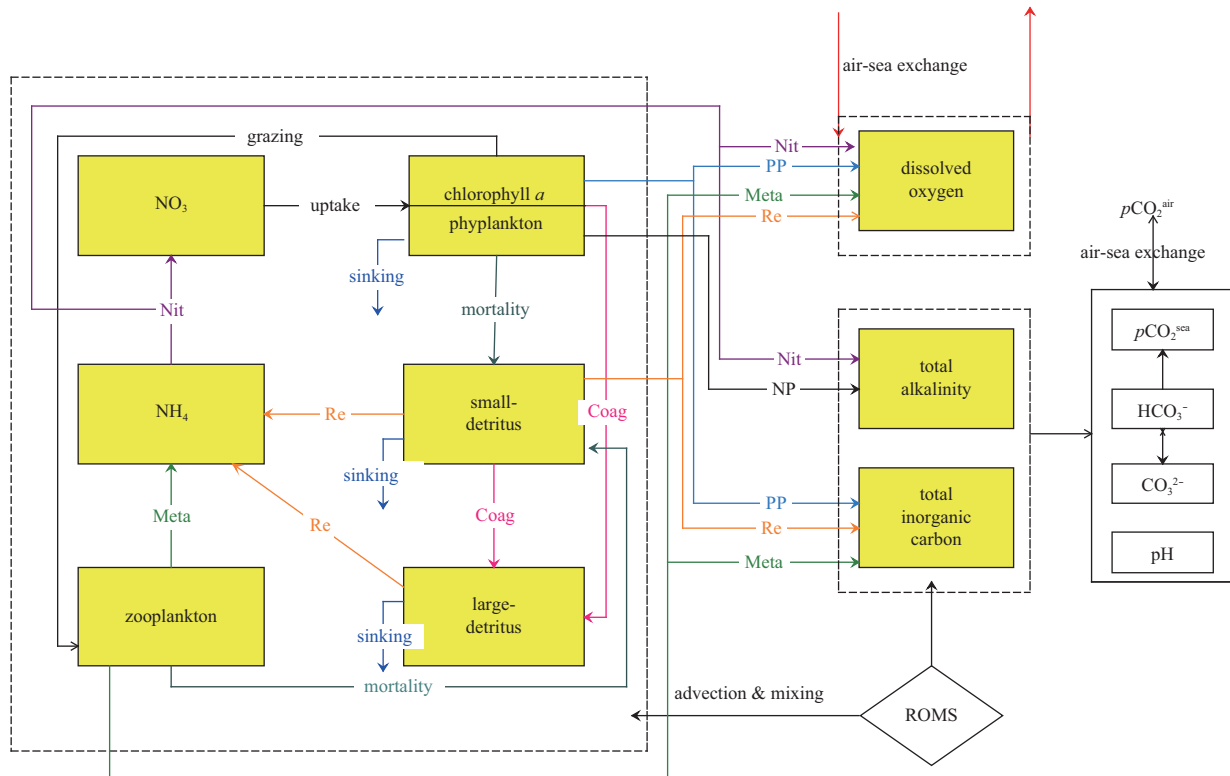 air-sea exchange
grazing
Nit
NO₃
uptake
chlorophyll a
phyplankton
PP
dissolved
oxygen
Meta
Re
pCO₂ᵃⁱʳ
air-sea exchange
sinking
Nit
mortality
pCO₂ˢᵉᵃ
Nit
total
alkalinity
NP
NH₄
Re
small-
detritus
Coag
HCO₃⁻
sinking
CO₃²⁻
PP
total
inorganic
carbon
Re
Meta
Meta
Re
Coag
pH
zooplankton
large-
detritus
sinking
mortality
advection & mixing
ROMS